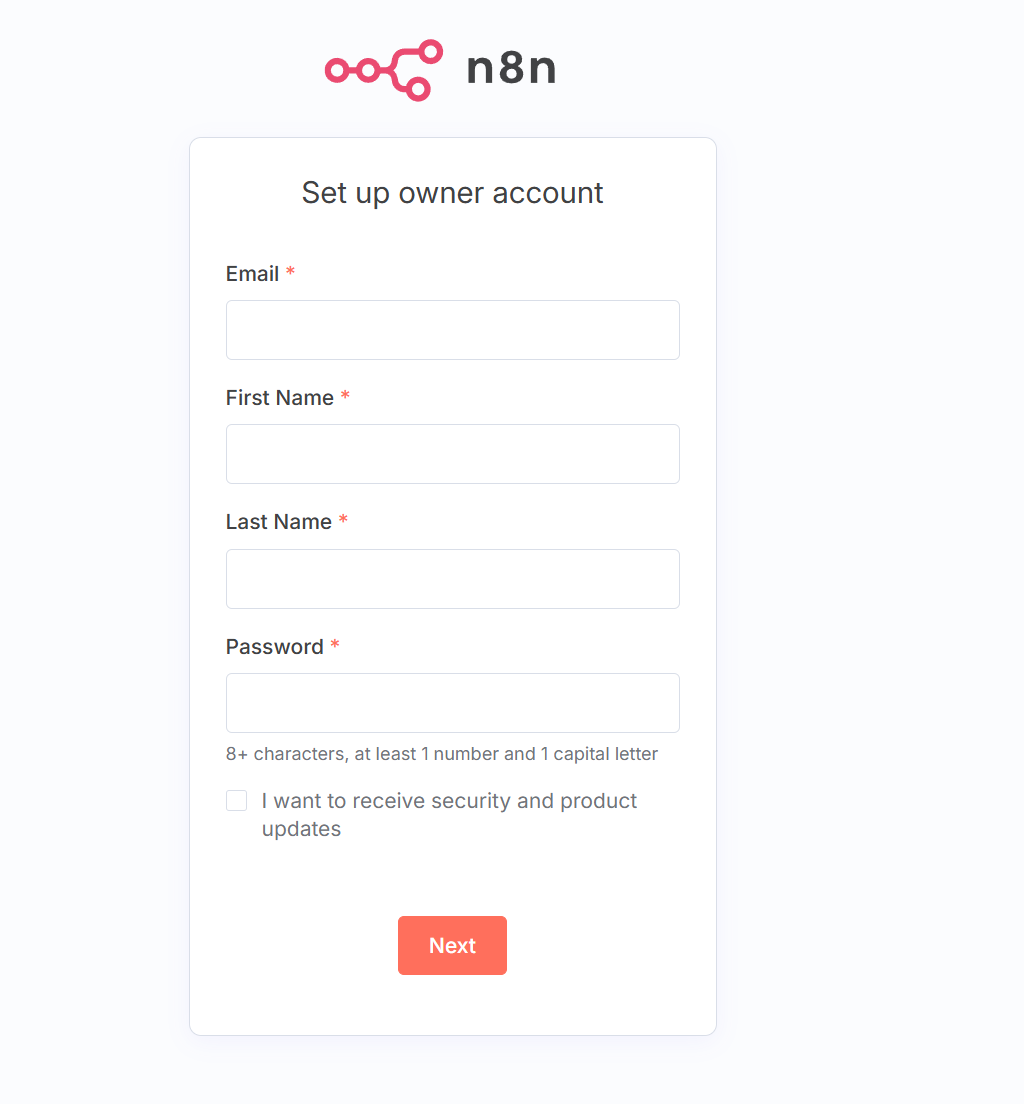 n8n
Set up owner account
Email *
First Name *
Last Name *
Password *
8+ characters, at least 1 number and 1 capital letter
I want to receive security and product
updates
Next